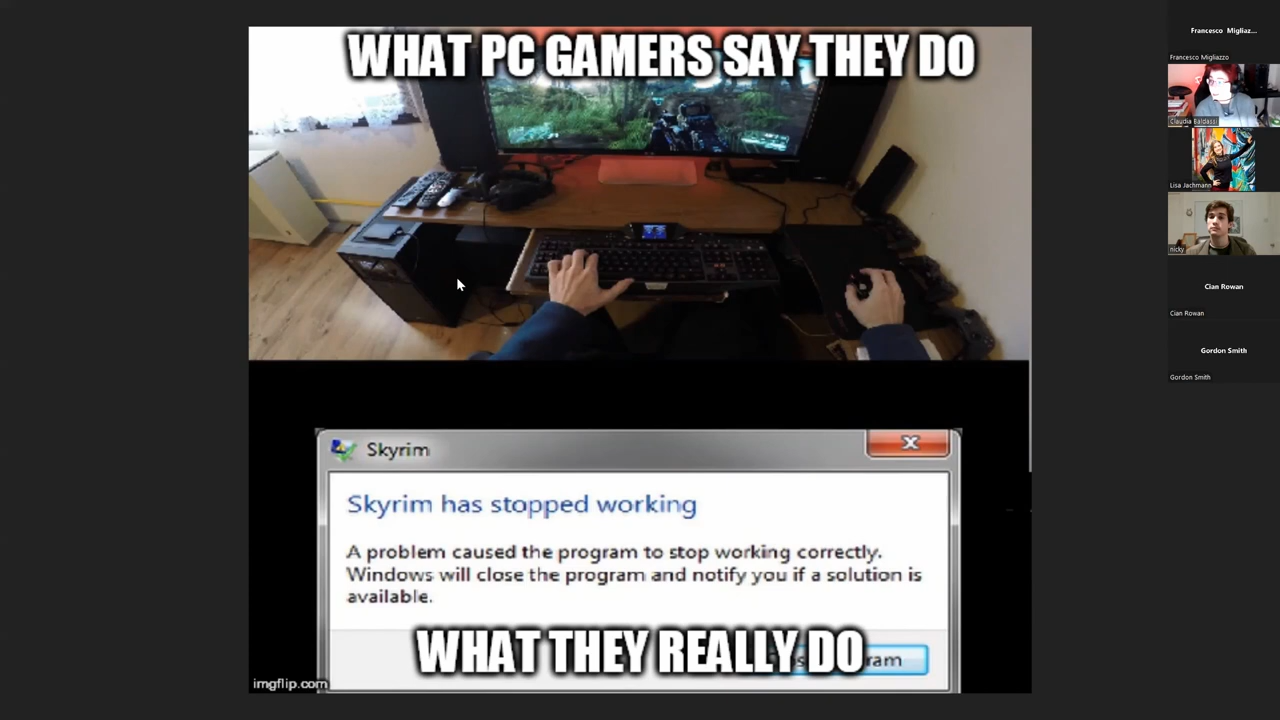 WHAT PC GAMERS SAY THEY DO
Skyrim
Skyrim has stopped working
A problem caused the program to stop working correctly.
Windows will close the program and notify you if a solution is
available.
WHAT THEY REALLY DO
imgflip.com
Francesco Migliaz...
Francesco Migliazzo
Claudia Baldassi
Lisa Jachmann
nicky
Cian Rowan
Cian Rowan
Gordon Smith
Gordon Smith